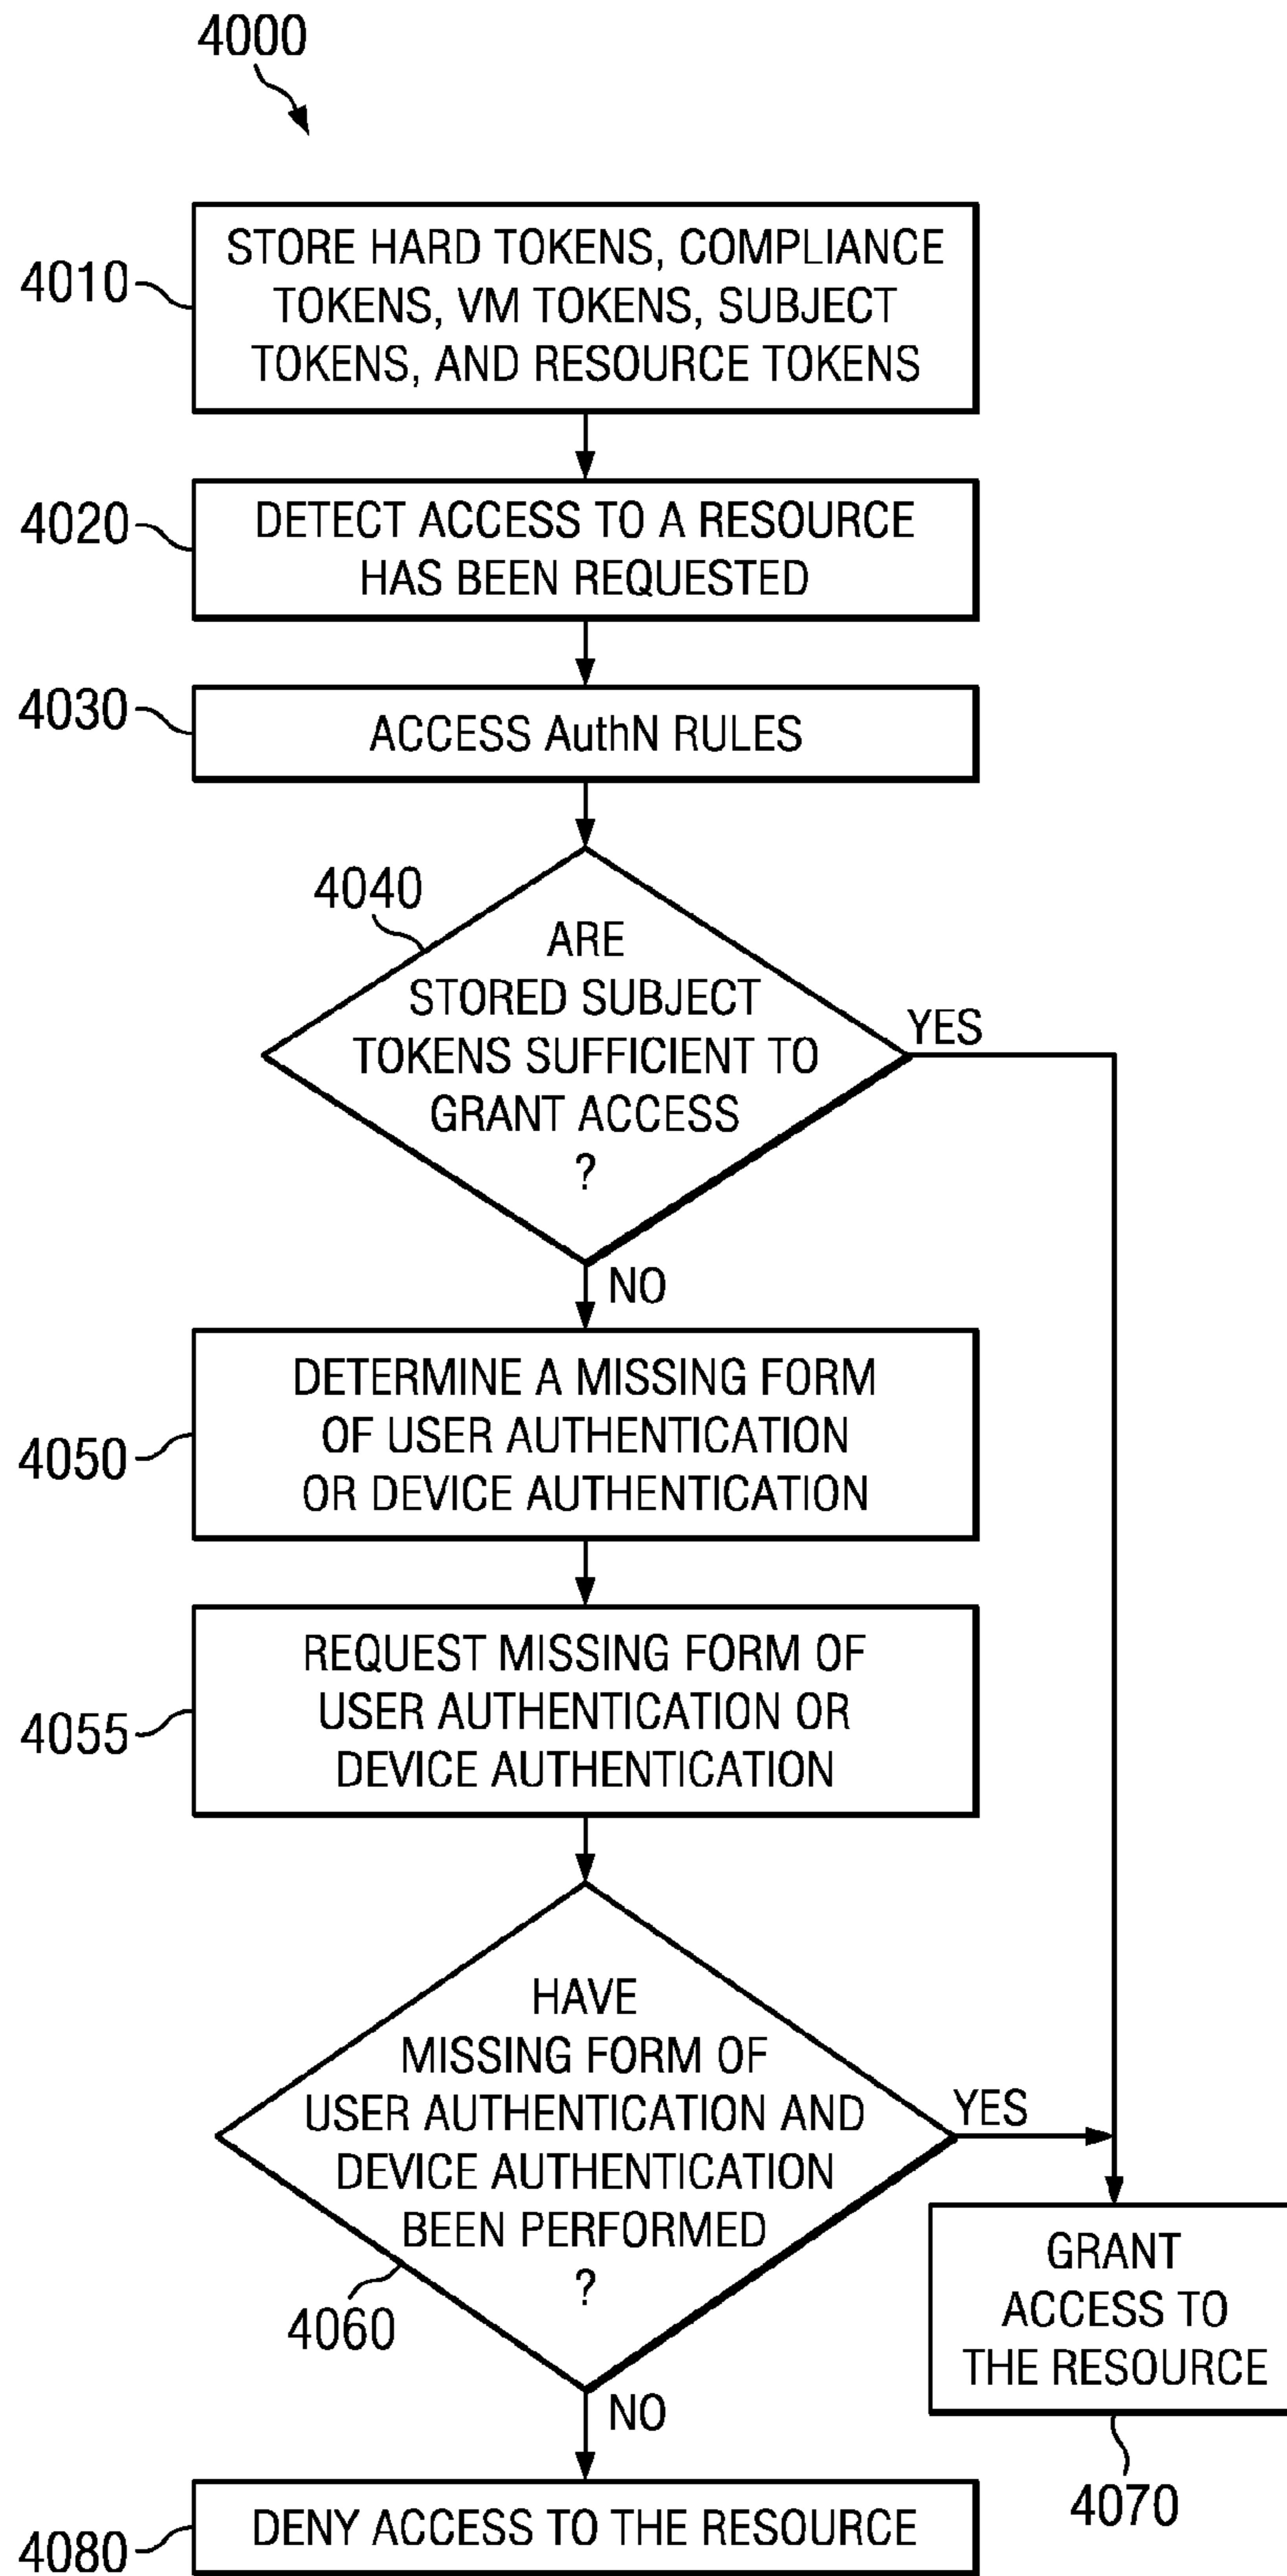 4000
4010
STORE HARD TOKENS, COMPLIANCE
TOKENS, VM TOKENS, SUBJECT
TOKENS, AND RESOURCE TOKENS
4020
DETECT ACCESS TO A RESOURCE
HAS BEEN REQUESTED
4030
ACCESS AuthN RULES
4040
ARE
STORED SUBJECT
TOKENS SUFFICIENT TO
GRANT ACCESS
?
YES
NO
4050
DETERMINE A MISSING FORM
OF USER AUTHENTICATION
OR DEVICE AUTHENTICATION
4055
REQUEST MISSING FORM OF
USER AUTHENTICATION OR
DEVICE AUTHENTICATION
HAVE
MISSING FORM OF
USER AUTHENTICATION AND
DEVICE AUTHENTICATION
BEEN PERFORMED
?
4060
YES
NO
GRANT
ACCESS TO
THE RESOURCE
4070
4080
DENY ACCESS TO THE RESOURCE